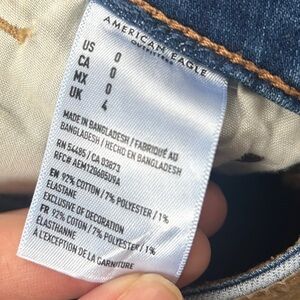 AMERICAN EAGLE
OUTFITTERS
US 0
CA 0
MX 0
UK 4
MADE IN BANGLADESH / FABRIQUÉ AU
BANGLADESH / HECHO EN BANGLADESH
RN 54485 / CA 03073
EN 92% COTTON / 7% POLYESTER / 1%
ELASTANE
EXCLUSIVE OF DECORATION
FR 92% COTON / 7% POLYESTER / 1%
ÉLASTHANNE
À L'EXCEPTION DE LA GARNITURE